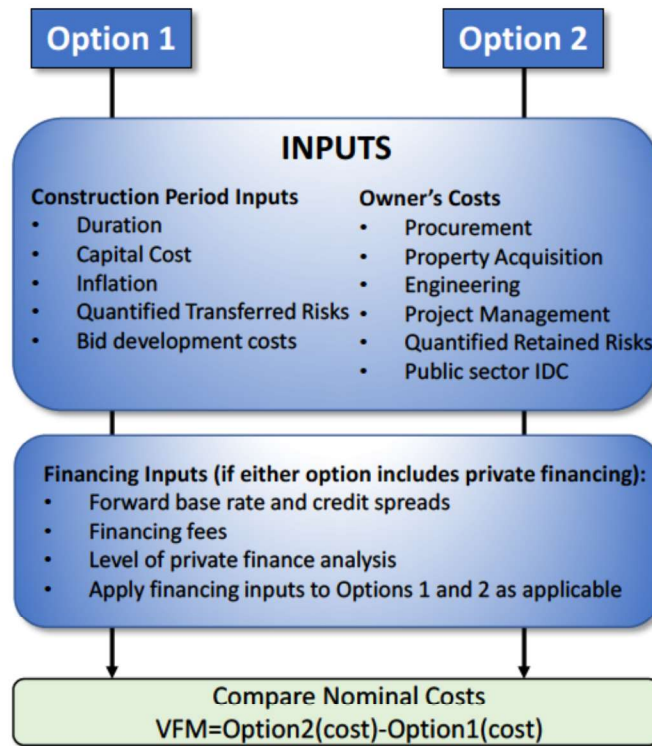 Option 1
Option 2
INPUTS
Construction Period Inputs
• Duration
• Capital Cost
• Inflation
• Quantified Transferred Risks
• Bid development costs
Owner's Costs
• Procurement
• Property Acquisition
• Engineering
• Project Management
• Quantified Retained Risks
• Public sector IDC
Financing Inputs (if either option includes private financing):
• Forward base rate and credit spreads
• Financing fees
• Level of private finance analysis
• Apply financing inputs to Options 1 and 2 as applicable
Compare Nominal Costs
VFM=Option2(cost)-Option1(cost)